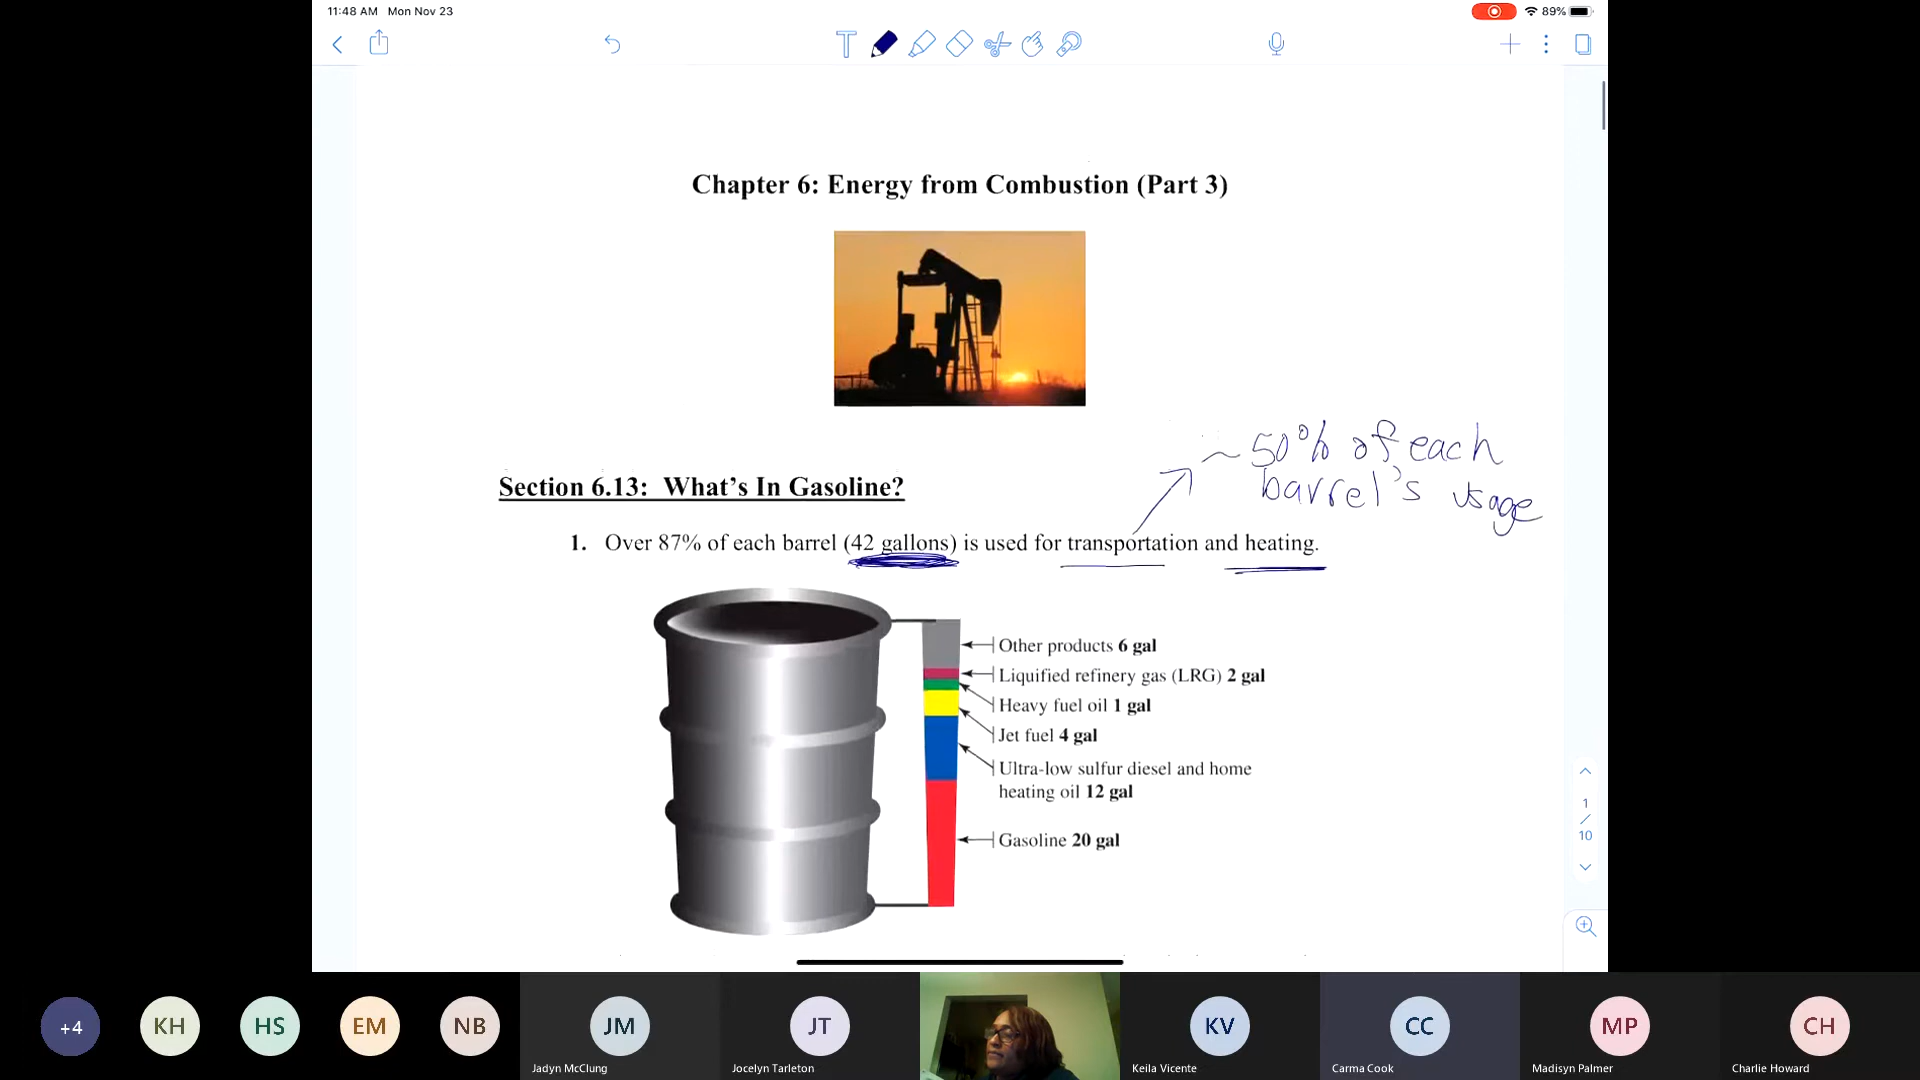 11:48 AM Mon Nov 23
89%
Chapter 6: Energy from Combustion (Part 3)
~ 50% of each
barrel's usage
Section 6.13: What's In Gasoline?
1. Over 87% of each barrel (42 gallons) is used for transportation and heating.
Other products 6 gal
Liquified refinery gas (LRG) 2 gal
Heavy fuel oil 1 gal
Jet fuel 4 gal
Ultra-low sulfur diesel and home
heating oil 12 gal
Gasoline 20 gal
1
/
10
+4
KH
HS
EM
NB
JM
JT
KV
CC
MP
CH
Jadyn McClung
Jocelyn Tarleton
Keila Vicente
Carma Cook
Madisyn Palmer
Charlie Howard